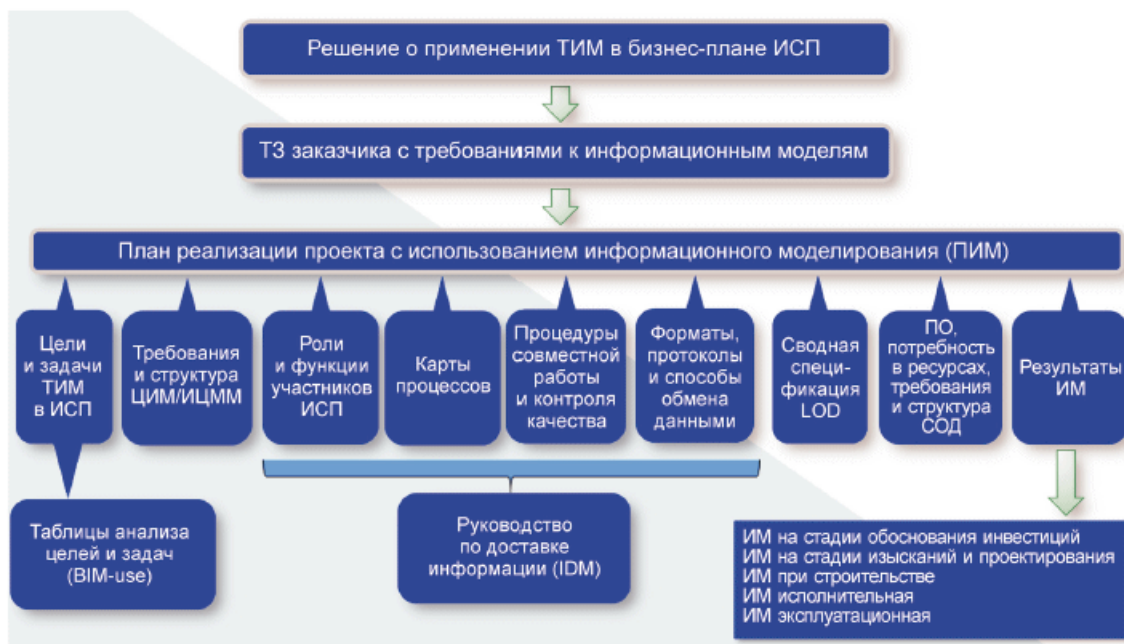 Решение о применении ТИМ в бизнес-плане ИСП
ТЗ заказчика с требованиями к информационным моделям
План реализации проекта с использованием информационного моделирования (ПИМ)
Цели
и задачи
ТИМ
в ИСП
Требования
и структура
ЦИМ/ИЦММ
Роли
и функции
участников
ИСП
Карты
процессов
Процедуры
совместной
работы
и контроля
качества
Форматы,
протоколы
и способы
обмена
данными
Сводная
специ-
фикация
LOD
ПО,
потребность
в ресурсах,
требования
и структура
СОД
Результаты
ИМ
Таблицы анализа
целей и задач
(BIM-use)
Руководство
по доставке
информации (IDM)
ИМ на стадии обоснования инвестиций
ИМ на стадии изысканий и проектирования
ИМ при строительстве
ИМ исполнительная
ИМ эксплуатационная